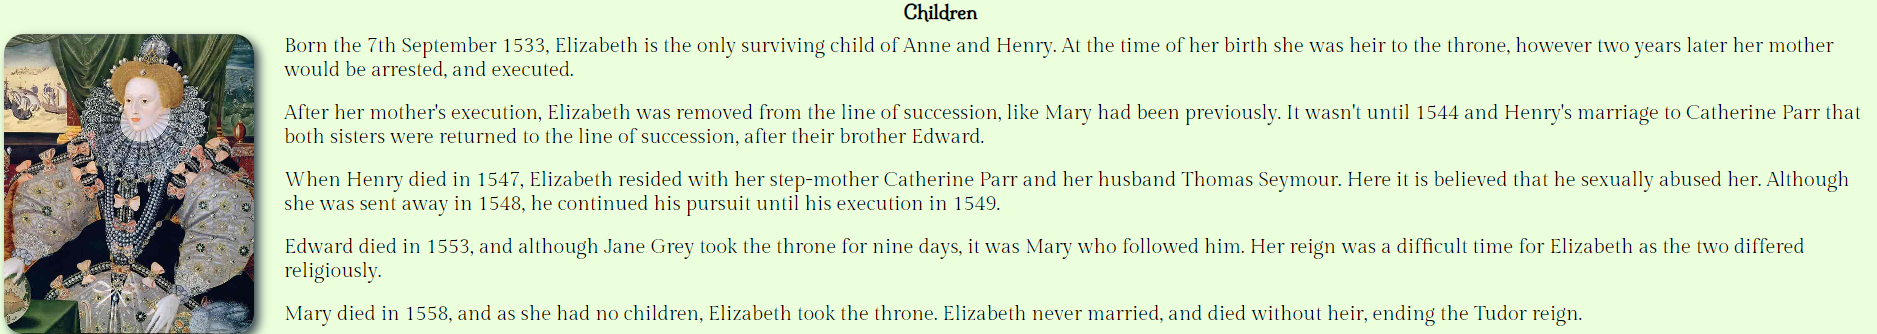 Children
Born the 7th September 1533, Elizabeth is the only surviving child of Anne and Henry. At the time of her birth she was heir to the throne, however two years later her mother
would be arrested, and executed.
After her mother's execution, Elizabeth was removed from the line of succession, like Mary had been previously. It wasn't until 1544 and Henry's marriage to Catherine Parr that
both sisters were returned to the line of succession, after their brother Edward.
When Henry died in 1547, Elizabeth resided with her step-mother Catherine Parr and her husband Thomas Seymour. Here it is believed that he sexually abused her. Although
she was sent away in 1548, he continued his pursuit until his execution in 1549.
Edward died in 1553, and although Jane Grey took the throne for nine days, it was Mary who followed him. Her reign was a difficult time for Elizabeth as the two differed
religiously.
Mary died in 1558, and as she had no children, Elizabeth took the throne. Elizabeth never married, and died without heir, ending the Tudor reign.